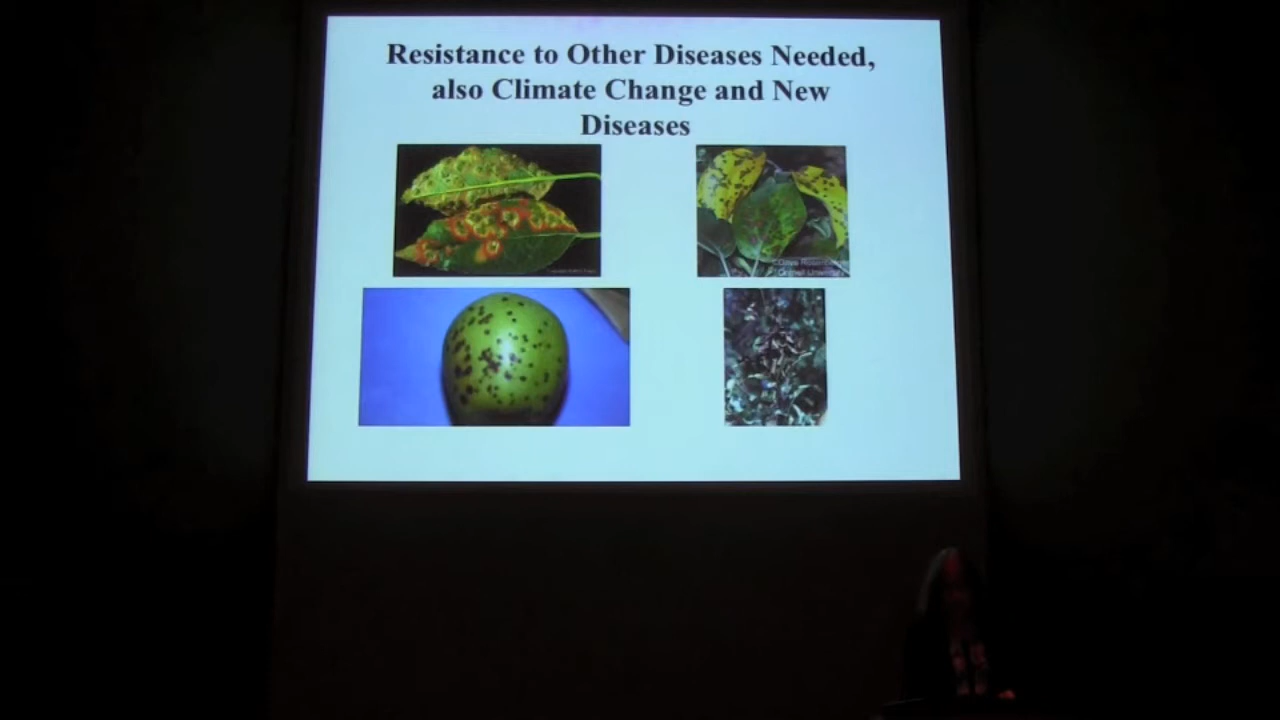 Resistance to Other Diseases Needed,
also Climate Change and New
Diseases